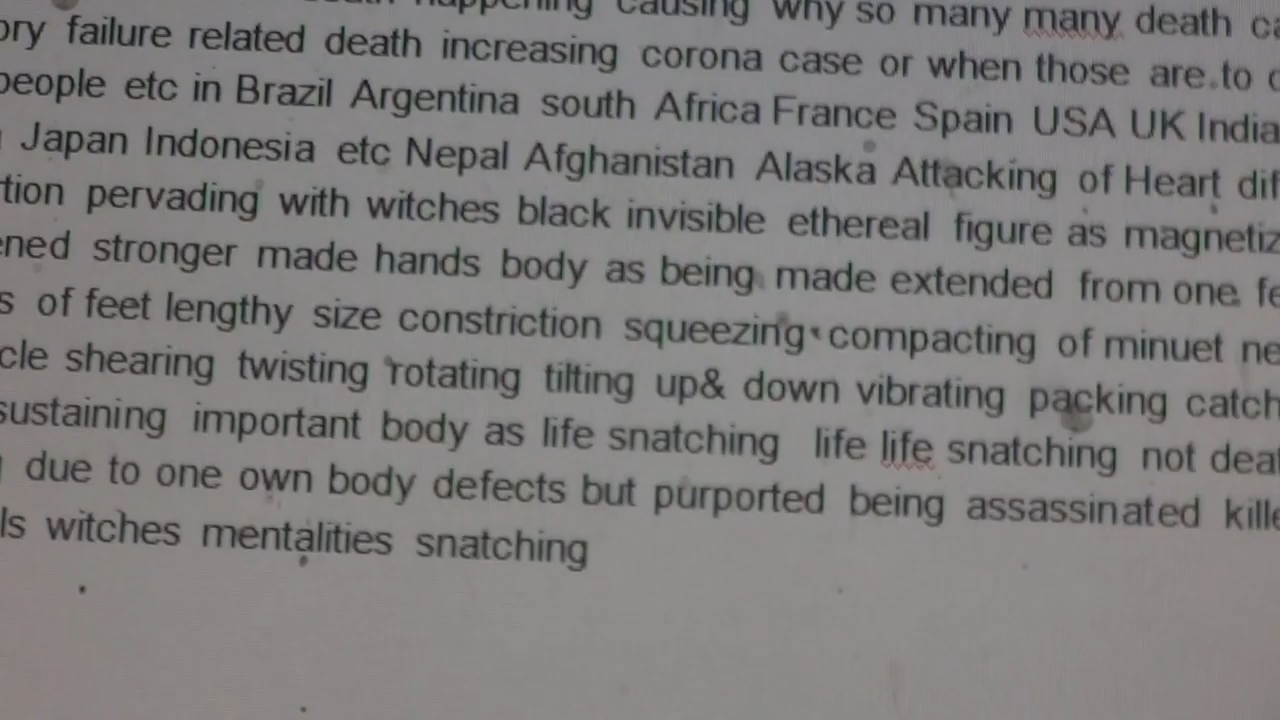 happening causing why so many many death
failure related death increasing corona case or when those are.to
people etc in Brazil Argentina south Africa France Spain USA UK India
Japan Indonesia etc Nepal Afghanistan Alaska Attacking of Heart
pervading with witches black invisible ethereal figure as
stronger made hands body as being made extended from one
of feet lengthy size constriction squeezing compacting of minuet
shearing twisting rotating tilting up& down vibrating packing catch
sustaining important body as life snatching life life snatching not
due to one own body defects but purported being assassinated
witches mentalities snatching